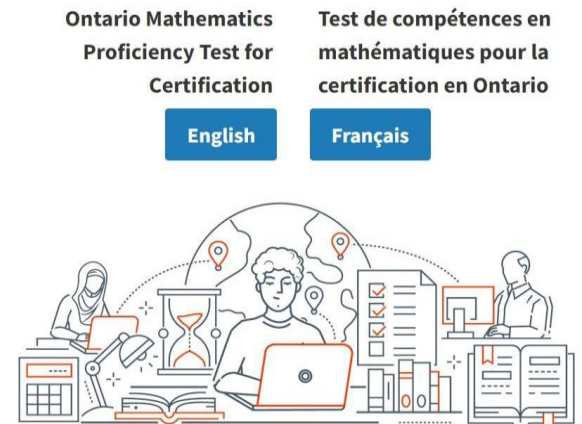 Ontario Mathematics
Proficiency Test for
Certification
English
Test de compétences en
mathématiques pour la
certification en Ontario
Français